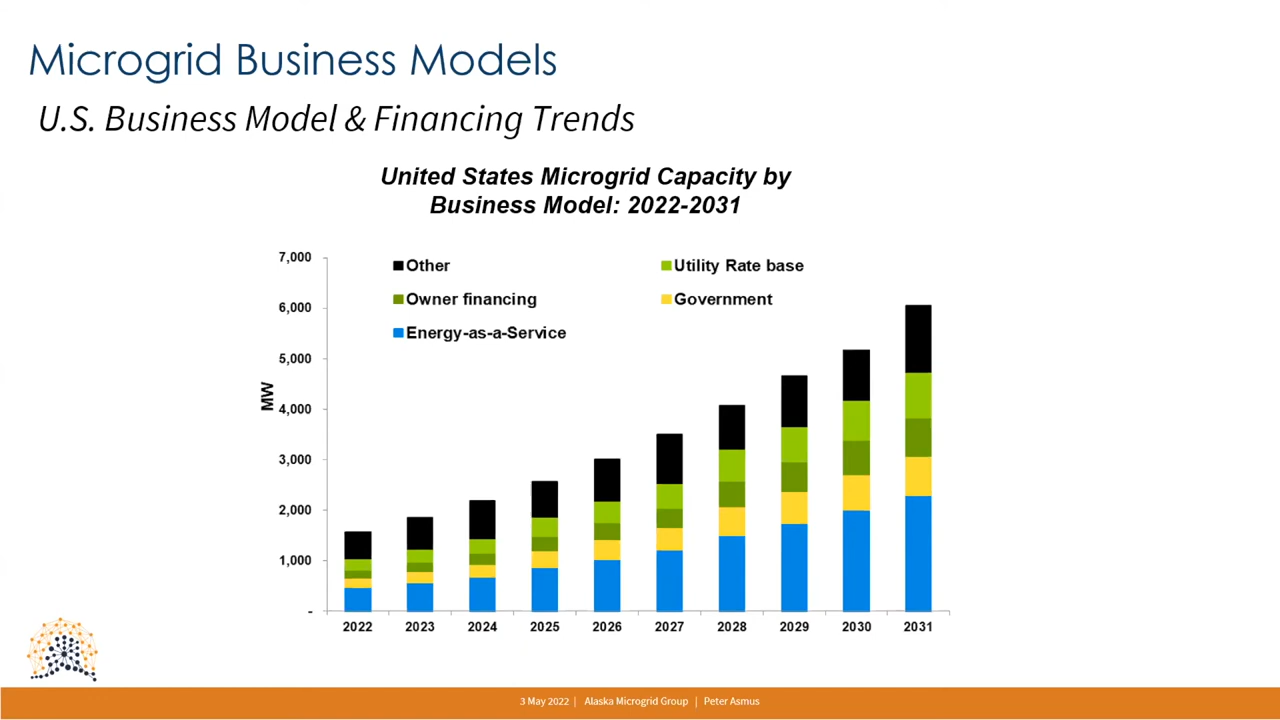 Microgrid Business Models
U.S. Business Model & Financing Trends
United States Microgrid Capacity by
Business Model: 2022-2031
7,000
6,000
5,000
4,000
3,000
2,000
1,000
-
MW
Other
Utility Rate base
Owner financing
Government
Energy-as-a-Service
2022 2023 2024 2025 2026 2027 2028 2029 2030 2031
3 May 2022 | Alaska Microgrid Group | Peter Asmus